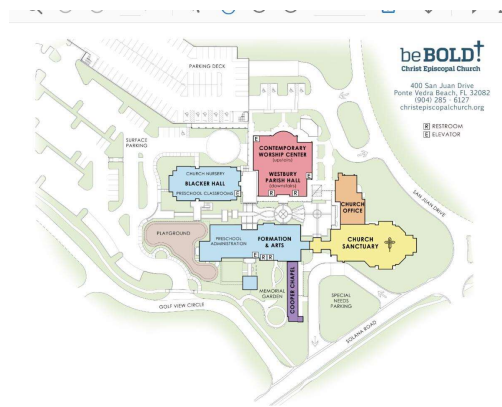 be BOLD!
Christ Episcopal Church
400 San Juan Drive
Ponte Vedra Beach, FL 32082
(904) 285 - 6127
christepiscopalchurch.org
R RESTROOM
E ELEVATOR
PARKING DECK
SURFACE
PARKING
E
CONTEMPORARY
WORSHIP CENTER
(upstairs)
WESTBURY
PARISH HALL
(downstairs)
E
R R
CHURCH NURSERY
BLACKER HALL
PRESCHOOL CLASSROOMS
E
CHURCH
OFFICE
SAN JUAN DRIVE
PLAYGROUND
PRESCHOOL
ADMINISTRATION
FORMATION
& ARTS
E R R
CHURCH
SANCTUARY
COOPER CHAPEL
MEMORIAL
GARDEN
SPECIAL
NEEDS
PARKING
GOLF VIEW CIRCLE
SOLANA ROAD